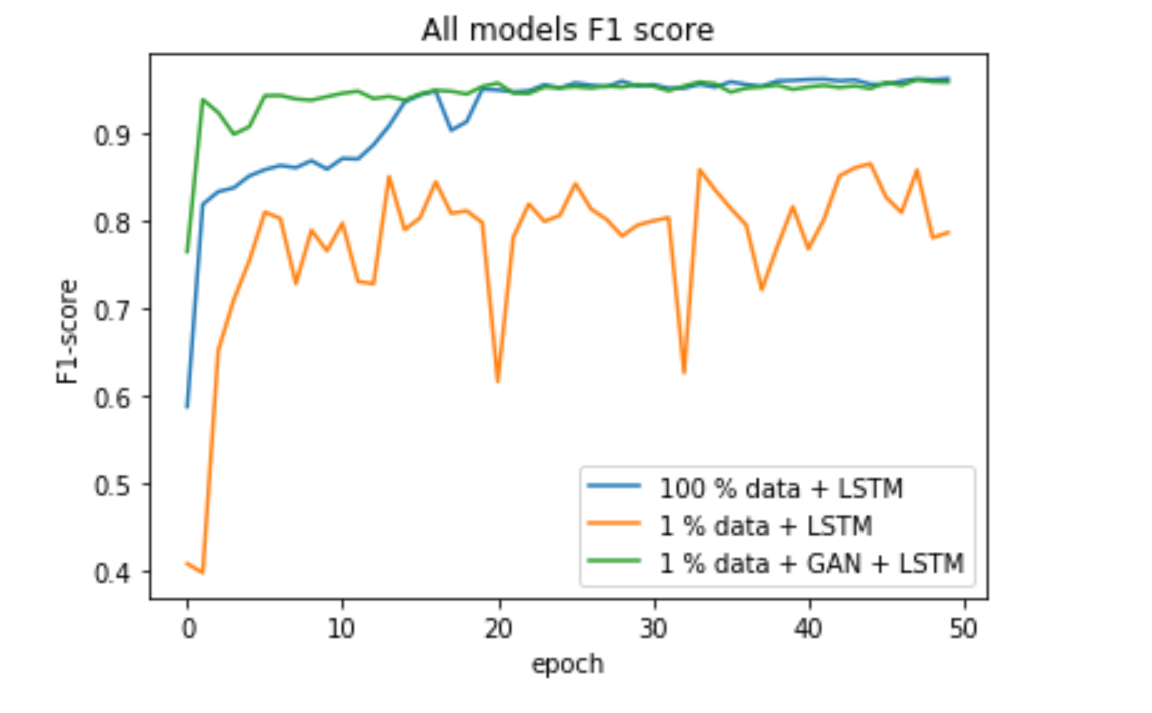 All models F1 score
F1-score
0.9
0.8
0.7
0.6
0.5
0.4
100 % data + LSTM
1 % data + LSTM
1 % data + GAN + LSTM
0 10 20 30 40 50
epoch